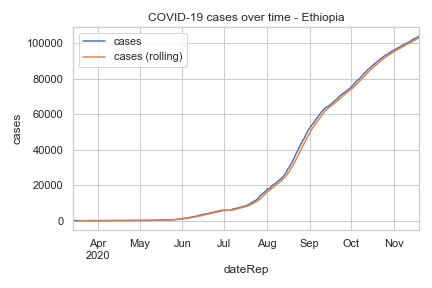 COVID-19 cases over time - Ethiopia
cases
cases (rolling)
100000
80000
60000
40000
20000
0
cases
Apr May Jun Jul Aug Sep Oct Nov
2020
dateRep